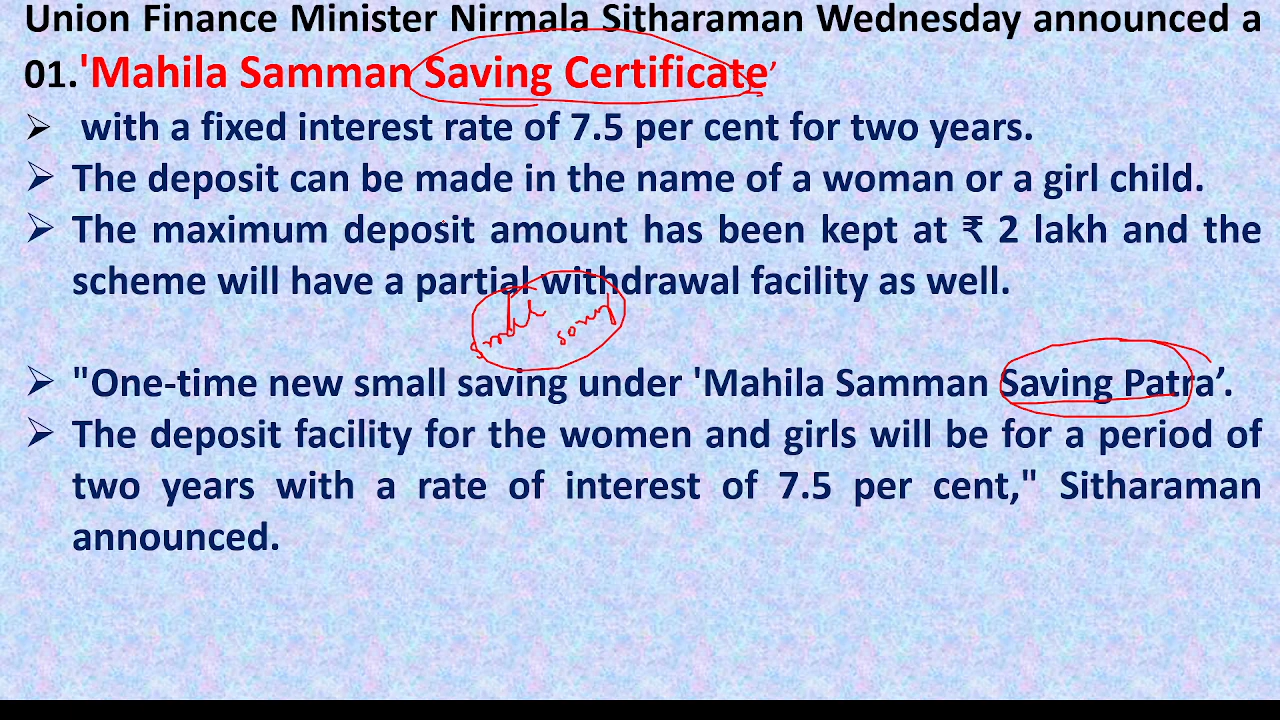 Union Finance Minister Nirmala Sitharaman Wednesday announced a
01.'Mahila Samman Saving Certificate’
➢ with a fixed interest rate of 7.5 per cent for two years.
➢ The deposit can be made in the name of a woman or a girl child.
➢ The maximum deposit amount has been kept at ₹ 2 lakh and the
scheme will have a partial withdrawal facility as well.
small saving
➢ "One-time new small saving under 'Mahila Samman Saving Patra’.
➢ The deposit facility for the women and girls will be for a period of
two years with a rate of interest of 7.5 per cent," Sitharaman
announced.